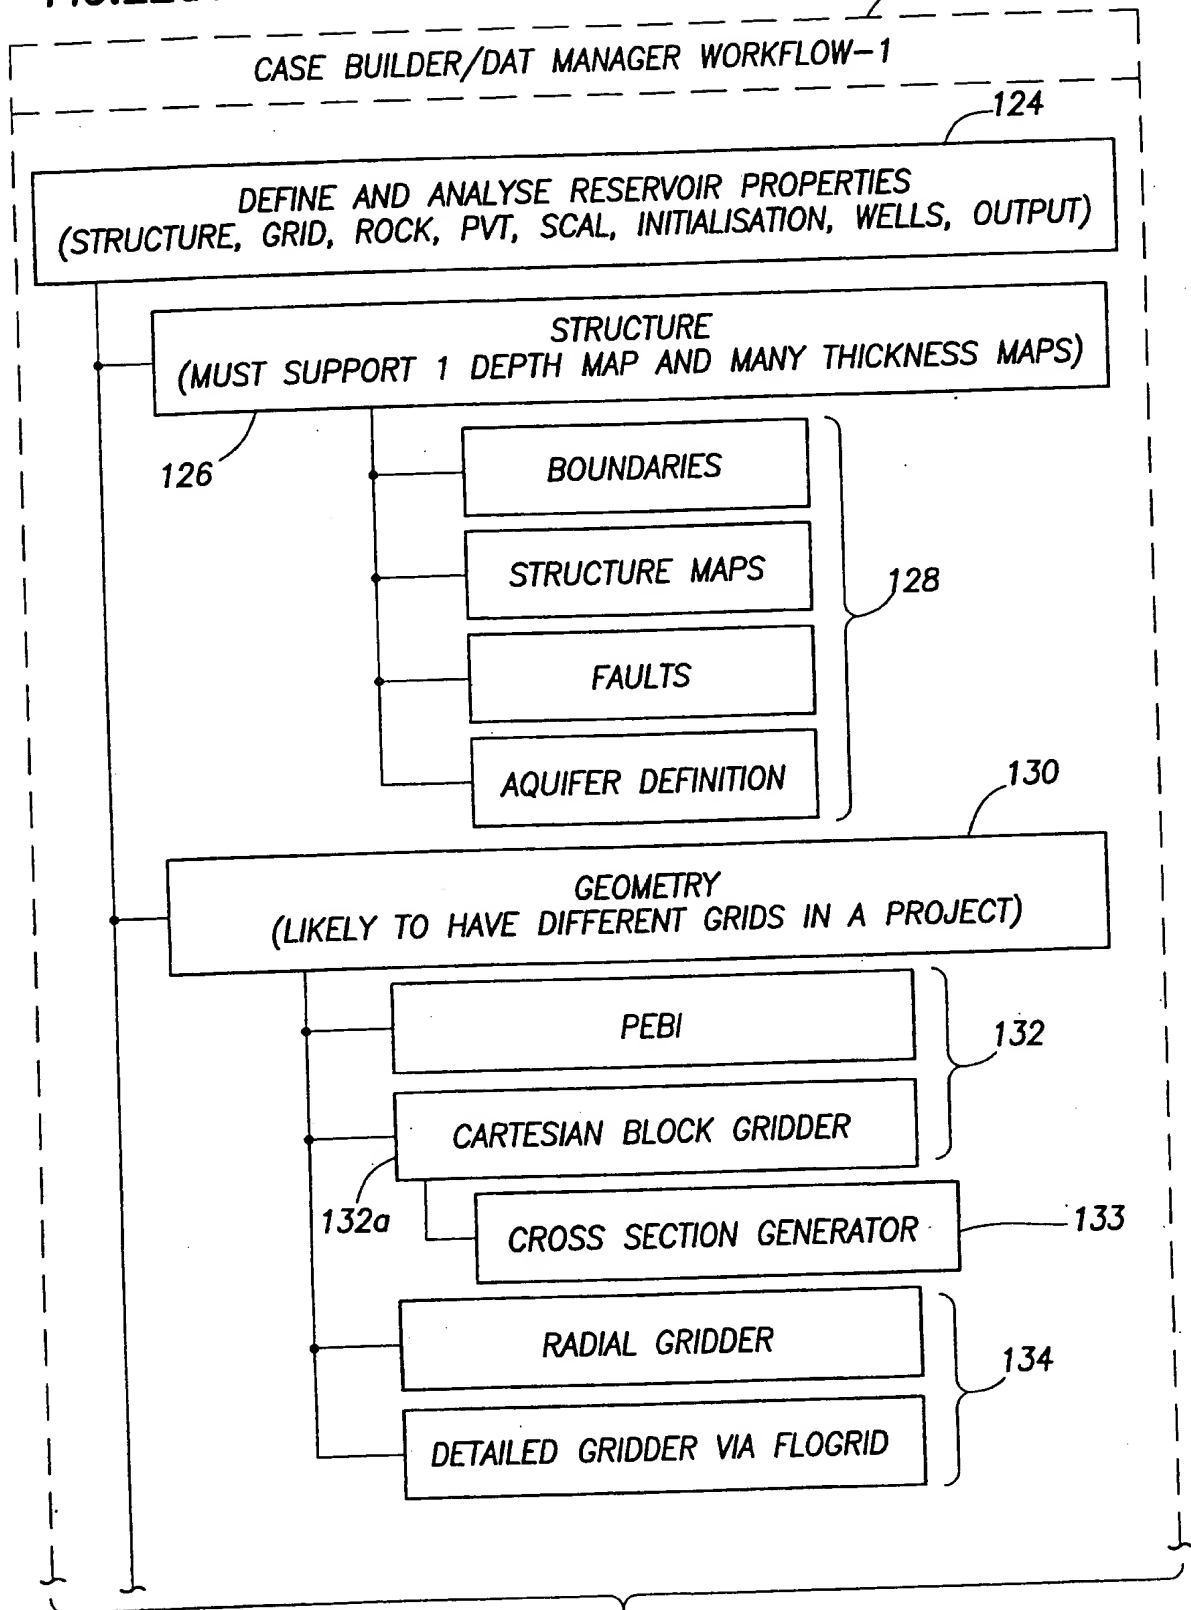 CASE BUILDER/DAT MANAGER WORKFLOW-1
124
DEFINE AND ANALYSE RESERVOIR PROPERTIES
(STRUCTURE, GRID, ROCK, PVT, SCAL, INITIALISATION, WELLS, OUTPUT)
STRUCTURE
(MUST SUPPORT 1 DEPTH MAP AND MANY THICKNESS MAPS)
126
BOUNDARIES
STRUCTURE MAPS
128
FAULTS
AQUIFER DEFINITION
130
GEOMETRY
(LIKELY TO HAVE DIFFERENT GRIDS IN A PROJECT)
PEBI
132
CARTESIAN BLOCK GRIDDER
132a
CROSS SECTION GENERATOR
133
RADIAL GRIDDER
134
DETAILED GRIDDER VIA FLOGRID